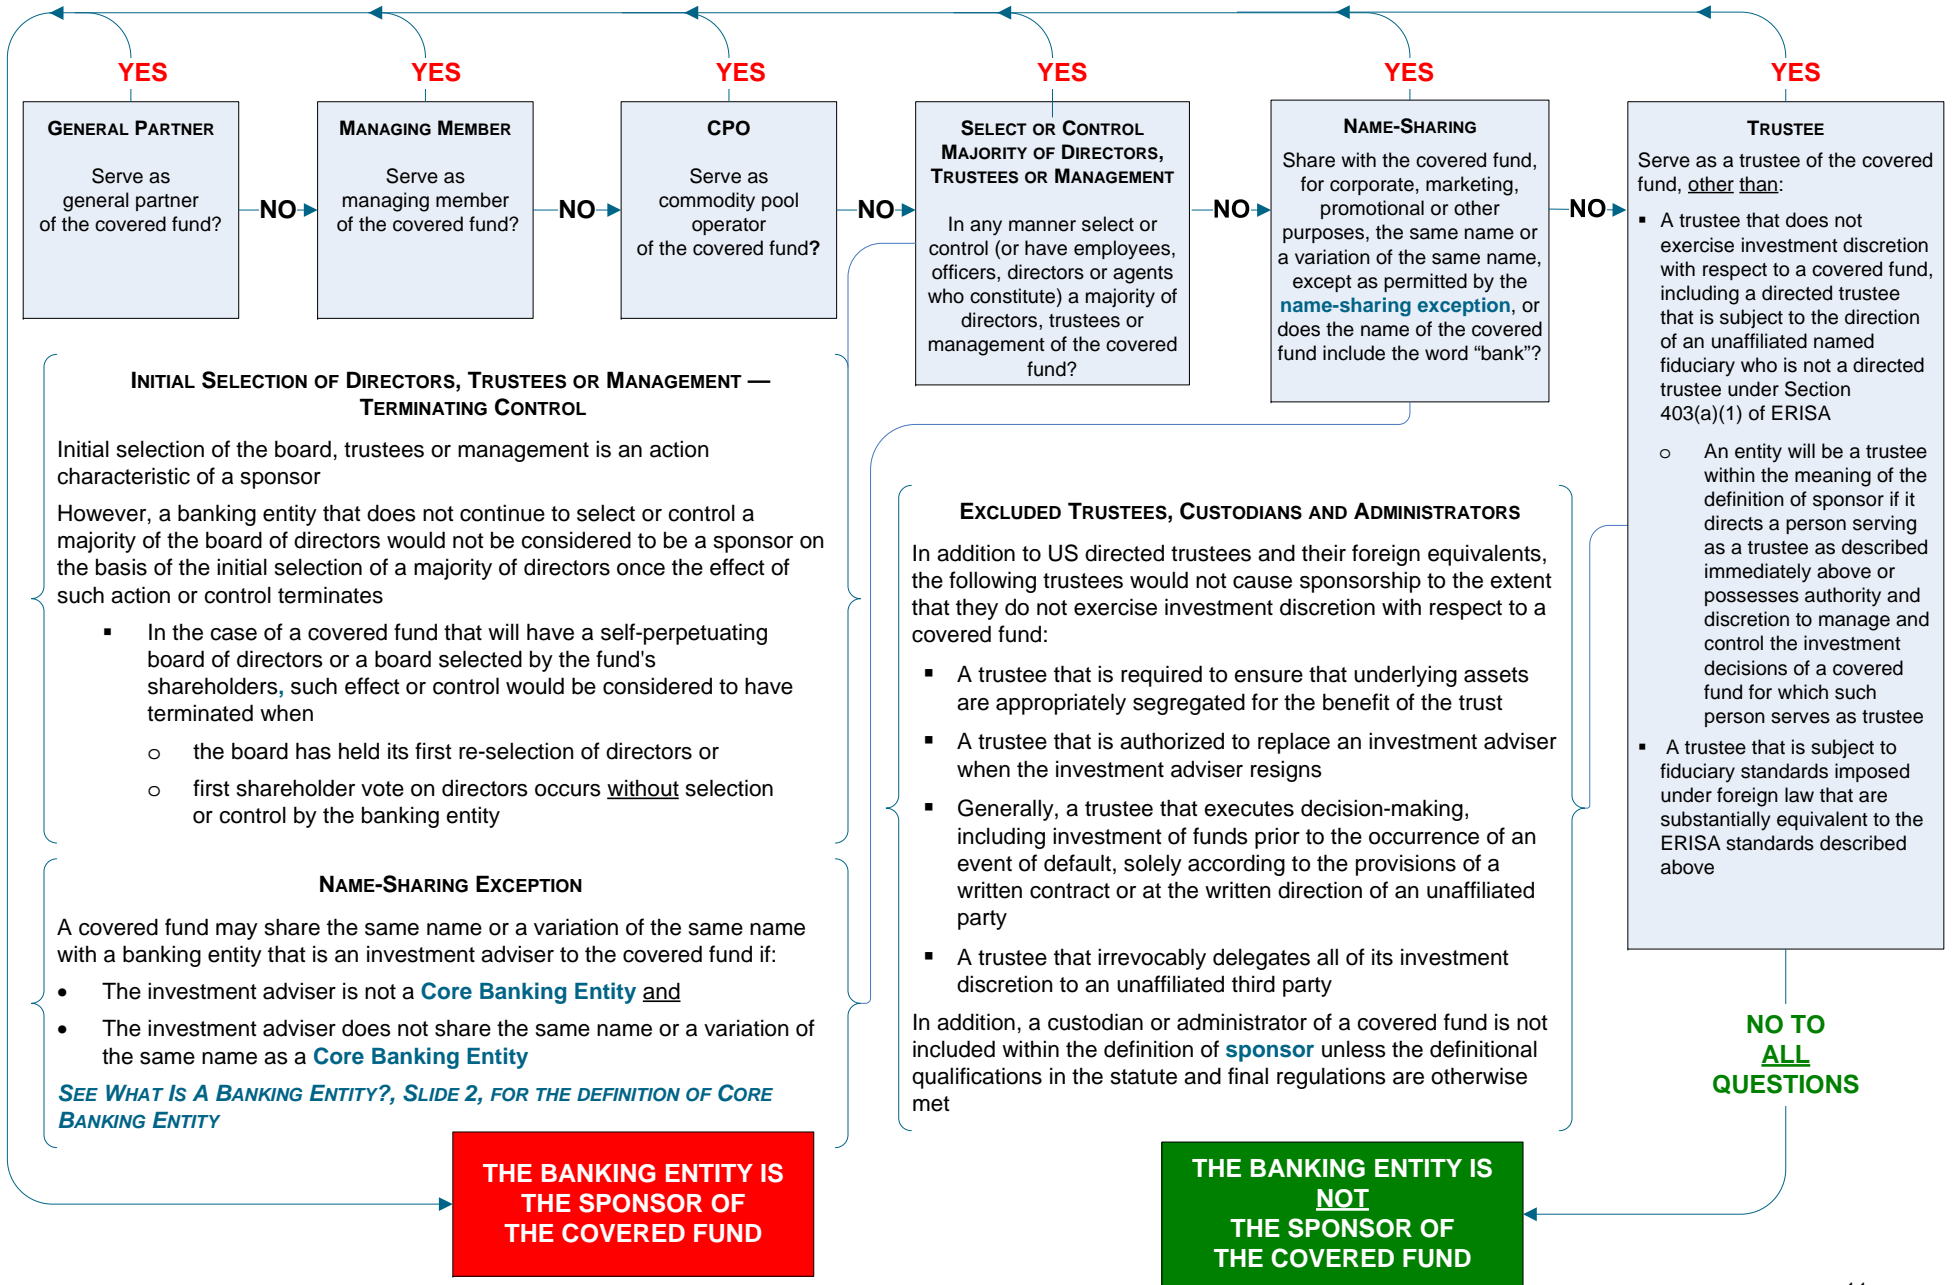 YES
YES
YES
YES
YES
YES
GENERAL PARTNER
Serve as
general partner
of the covered fund?
NO
MANAGING MEMBER
Serve as
managing member
of the covered fund?
NO
CPO
Serve as
commodity pool
operator
of the covered fund?
NO
SELECT OR CONTROL
MAJORITY OF DIRECTORS,
TRUSTEES OR MANAGEMENT
In any manner select or
control (or have employees,
officers, directors or agents
who constitute) a majority of
directors, trustees or
management of the covered
fund?
NO
NAME-SHARING
Share with the covered fund,
for corporate, marketing,
promotional or other
purposes, the same name or
a variation of the same name,
except as permitted by the
name-sharing exception, or
does the name of the covered
fund include the word “bank”?
NO
TRUSTEE
Serve as a trustee of the covered
fund, other than:
▪ A trustee that does not
exercise investment discretion
with respect to a covered fund,
including a directed trustee
that is subject to the direction
of an unaffiliated named
fiduciary who is not a directed
trustee under Section
403(a)(1) of ERISA
o An entity will be a trustee
within the meaning of the
definition of sponsor if it
directs a person serving
as a trustee as described
immediately above or
possesses authority and
discretion to manage and
control the investment
decisions of a covered
fund for which such
person serves as trustee
▪ A trustee that is subject to
fiduciary standards imposed
under foreign law that are
substantially equivalent to the
ERISA standards described
above
INITIAL SELECTION OF DIRECTORS, TRUSTEES OR MANAGEMENT —
TERMINATING CONTROL
Initial selection of the board, trustees or management is an action
characteristic of a sponsor
However, a banking entity that does not continue to select or control a
majority of the board of directors would not be considered to be a sponsor on
the basis of the initial selection of a majority of directors once the effect of
such action or control terminates
▪ In the case of a covered fund that will have a self-perpetuating
board of directors or a board selected by the fund's
shareholders, such effect or control would be considered to have
terminated when
o the board has held its first re-selection of directors or
o first shareholder vote on directors occurs without selection
or control by the banking entity
NAME-SHARING EXCEPTION
A covered fund may share the same name or a variation of the same name
with a banking entity that is an investment adviser to the covered fund if:
• The investment adviser is not a Core Banking Entity and
• The investment adviser does not share the same name or a variation of
the same name as a Core Banking Entity
SEE WHAT IS A BANKING ENTITY?, SLIDE 2, FOR THE DEFINITION OF CORE
BANKING ENTITY
EXCLUDED TRUSTEES, CUSTODIANS AND ADMINISTRATORS
In addition to US directed trustees and their foreign equivalents,
the following trustees would not cause sponsorship to the extent
that they do not exercise investment discretion with respect to a
covered fund:
▪ A trustee that is required to ensure that underlying assets
are appropriately segregated for the benefit of the trust
▪ A trustee that is authorized to replace an investment adviser
when the investment adviser resigns
▪ Generally, a trustee that executes decision-making,
including investment of funds prior to the occurrence of an
event of default, solely according to the provisions of a
written contract or at the written direction of an unaffiliated
party
▪ A trustee that irrevocably delegates all of its investment
discretion to an unaffiliated third party
In addition, a custodian or administrator of a covered fund is not
included within the definition of sponsor unless the definitional
qualifications in the statute and final regulations are otherwise
met
NO TO
ALL
QUESTIONS
THE BANKING ENTITY IS
THE SPONSOR OF
THE COVERED FUND
THE BANKING ENTITY IS
NOT
THE SPONSOR OF
THE COVERED FUND